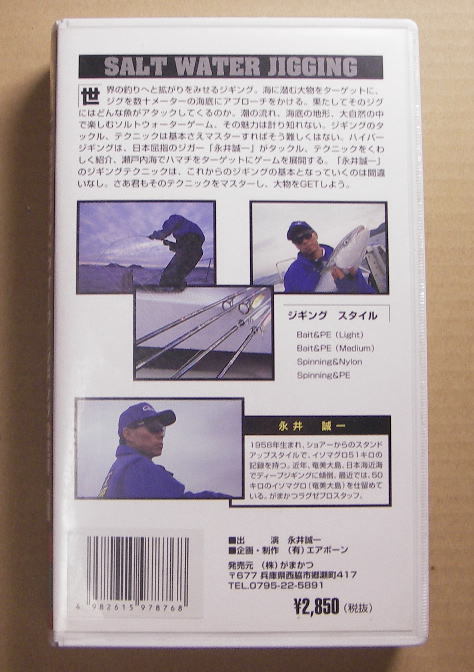 SALT WATER JIGGING
世界の釣りへと拡がりをみせるジギング。海に潜む大物をターゲットに、
ジグを数十メーターの海底にアプローチをかける。果たしてそのジグ
にはどんな魚がアタックしてくるのか。潮の流れ、海底の地形、大自然の中
で楽しむソルトウォーターゲーム、その魅力は計り知れない。ジギングのタ
ックル、テクニックは基本さえマスターすればそう難しくはない。ハイパー
ジギングは、日本屈指のジガー「永井誠一」がタックル、テクニックをくわ
しく紹介、瀬戸内海でハマチをターゲットにゲームを展開する。「永井誠一」
のジギングテクニックは、これからのジギングの基本となっていくのは間違
いなし。さあ君もそのテクニックをマスターし、大物をGETしよう。
ジギング スタイル
Bait&PE (Light)
Bait&PE (Medium)
Spinning&Nylon
Spinning&PE
永井 誠一
1958年生まれ、ショアーからのスタンド
アップスタイルで、イソマグロ51キロの
記録を持つ。近年、奄美大島、日本海近海
でディープジギングに傾倒。最近では、50
キロのイソマグロ(奄美大島)を仕留めて
いる。がまかつラグゼプロスタッフ。
■出 演 永井誠一
■企画・制作 (有)エアボーン
発売元 (株)がまかつ
〒677 兵庫県西脇市郷瀬町417
TEL.0795-22-5891
4 982615 978768
¥2,850(税抜)